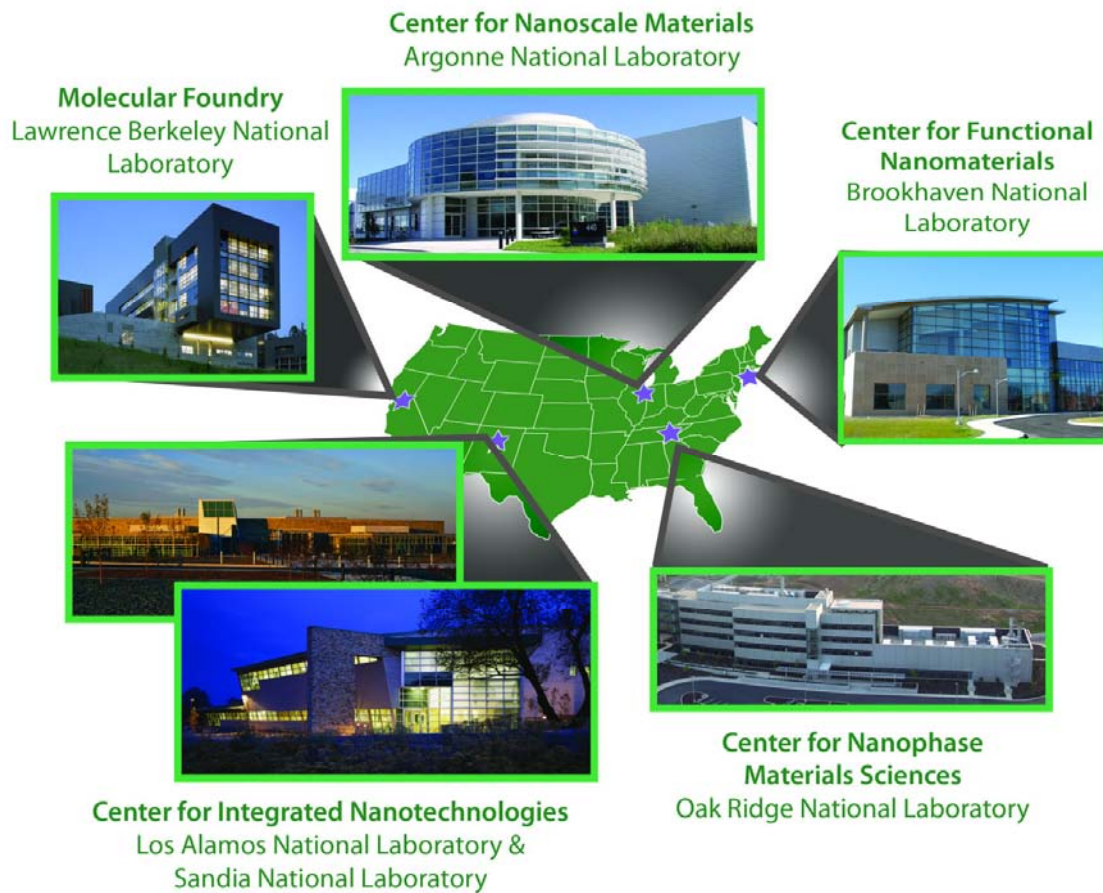 Center for Nanoscale Materials
Argonne National Laboratory
Molecular Foundry
Lawrence Berkeley National
Laboratory
Center for Functional
Nanomaterials
Brookhaven National
Laboratory
440
Center for Nanophase
Materials Sciences
Oak Ridge National Laboratory
Center for Integrated Nanotechnologies
Los Alamos National Laboratory &
Sandia National Laboratory